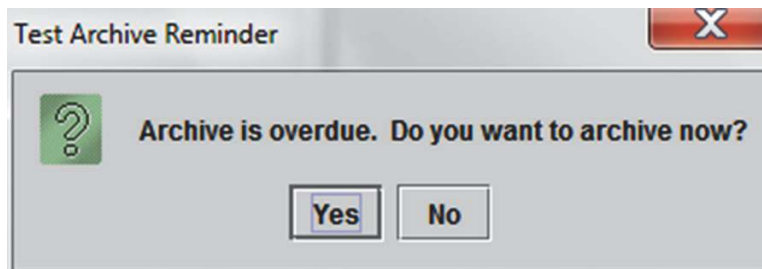 Test Archive Reminder
Archive is overdue. Do you want to archive now?
Yes No